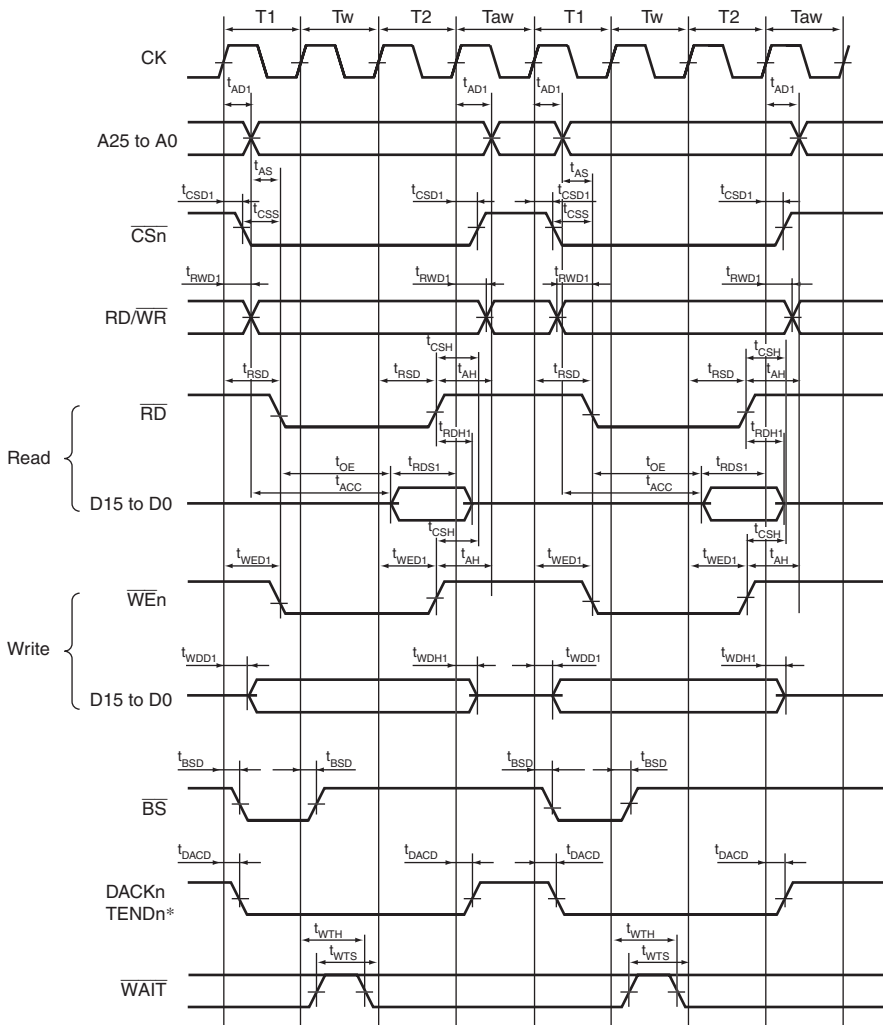 T1 Tw T2 Taw T1 Tw T2 Taw
CK
tAD1 tAD1 tAD1 tAD1
A25 to A0
tAS tAS
tCSD1 tCSD1 tCSD1 tCSD1
tCSS tCSS
CSn
tRWD1 tRWD1 tRWD1 tRWD1
RD/WR
tCSH tCSH
tRSD tRSD tAH tRSD tRSD tAH
RD
tRDH1 tRDH1
Read
tOE tRDS1 tOE tRDS1
tACC tACC
D15 to D0
tCSH tCSH
tWED1 tWED1 tAH tWED1 tWED1 tAH
WEn
Write
tWDD1 tWDH1 tWDD1 tWDH1
D15 to D0
tBSD tBSD tBSD tBSD
BS
tDACD tDACD tDACD tDACD
DACKn
TENDn*
tWTH tWTH
tWTS tWTS
WAIT